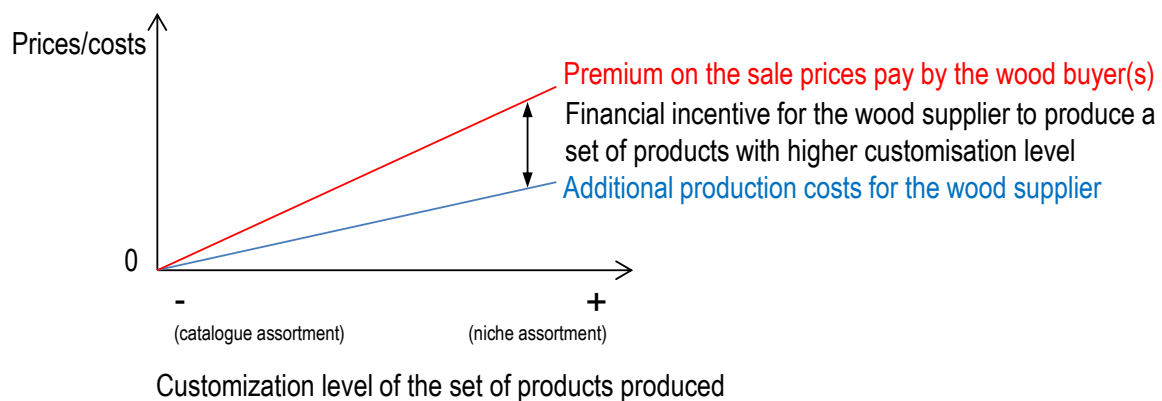 Prices/costs
Premium on the sale prices pay by the wood buyer(s)
Financial incentive for the wood supplier to produce a
set of products with higher customisation level
Additional production costs for the wood supplier
0
- +
(catalogue assortment) (niche assortment)
Customization level of the set of products produced